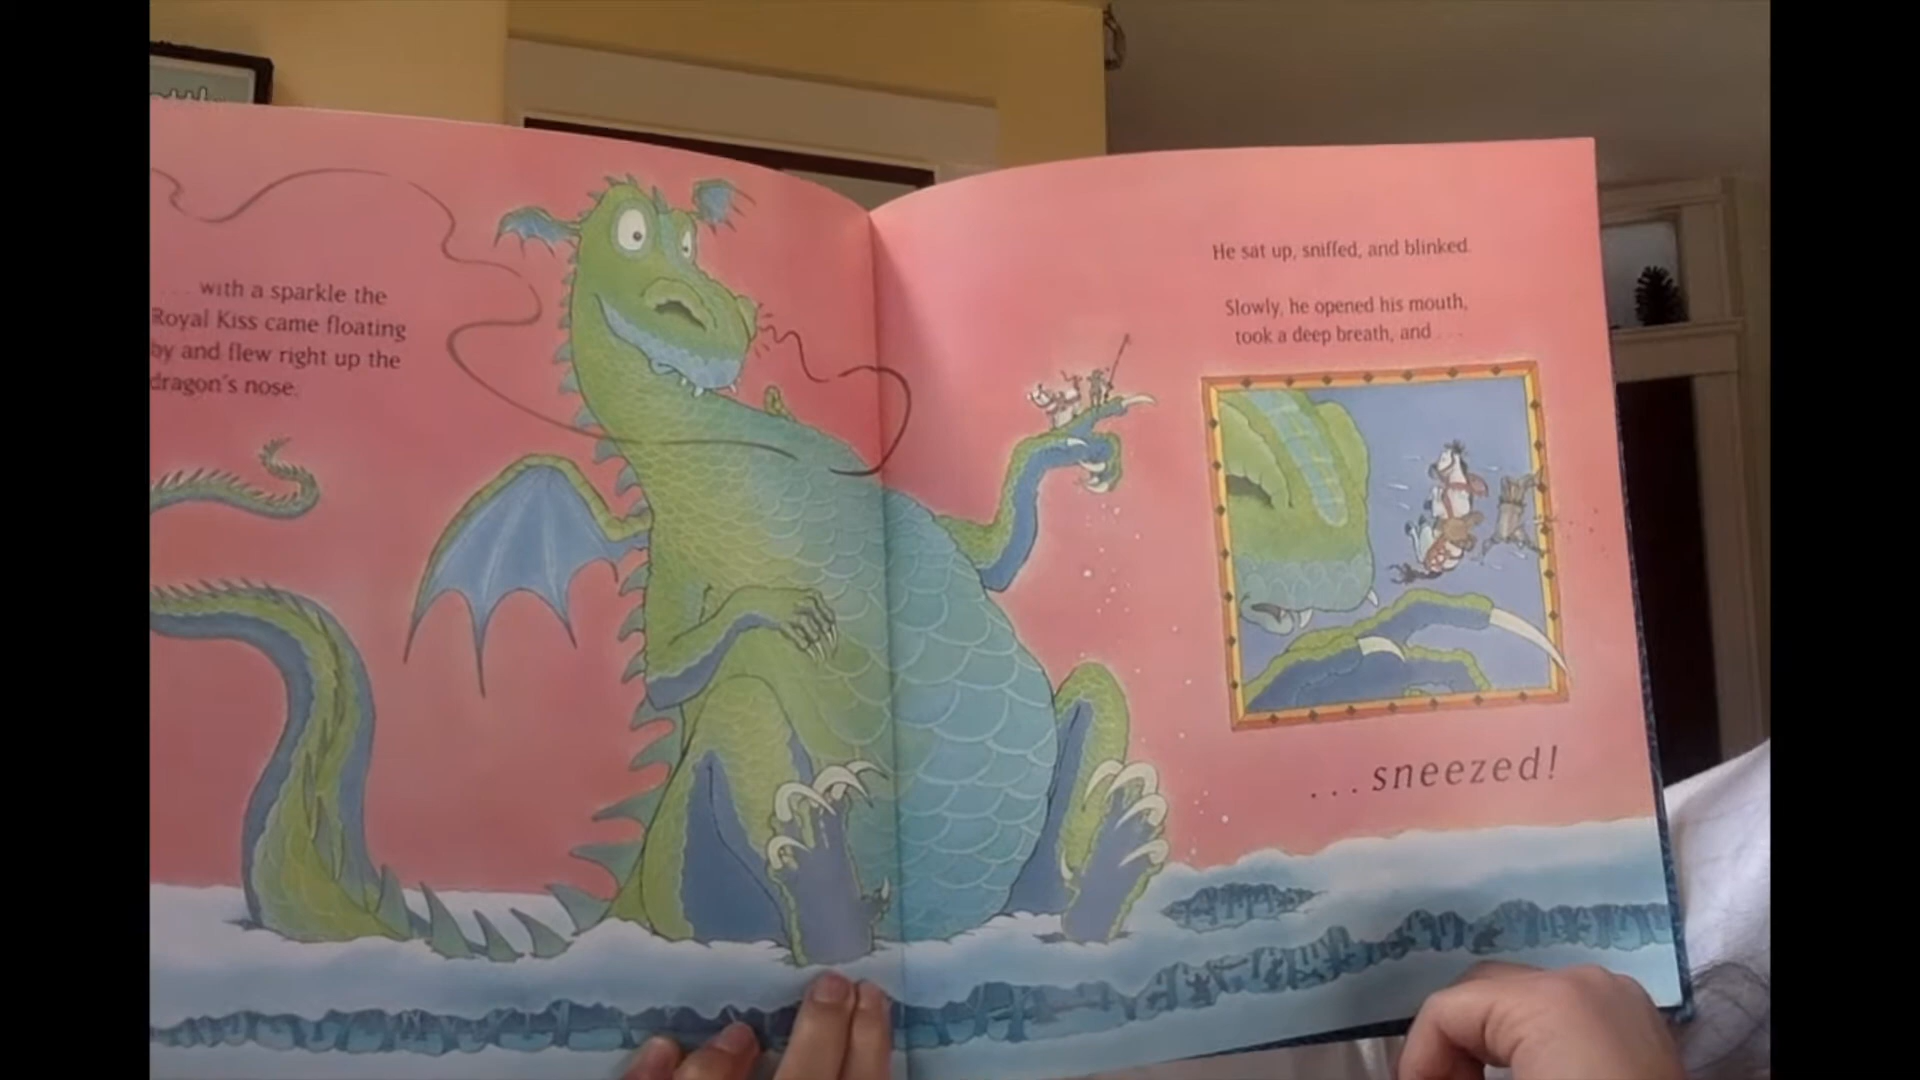 . . . with a sparkle the
Royal Kiss came floating
by and flew right up the
dragon's nose.
He sat up, sniffed, and blinked.
Slowly, he opened his mouth,
took a deep breath, and . . .
. . . sneezed!